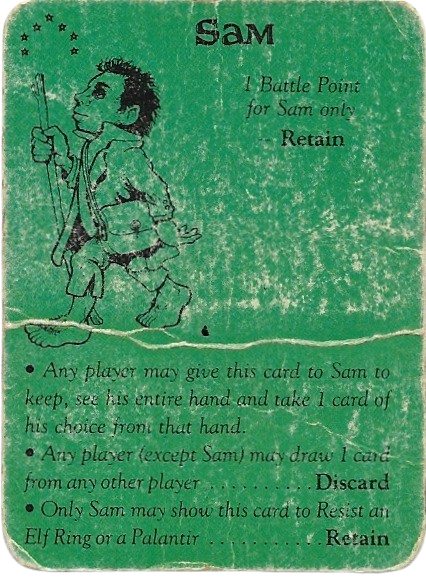 Sam
1 Battle Point
for Sam only
-- Retain
• Any player may give this card to Sam to
keep, see his entire hand and take 1 card of
his choice from that hand.
• Any player (except Sam) may draw 1 card
from any other player . . . . . . . . . . Discard
• Only Sam may show this card to Resist an
Elf Ring or a Palantir . . . . . . . . . . . Retain